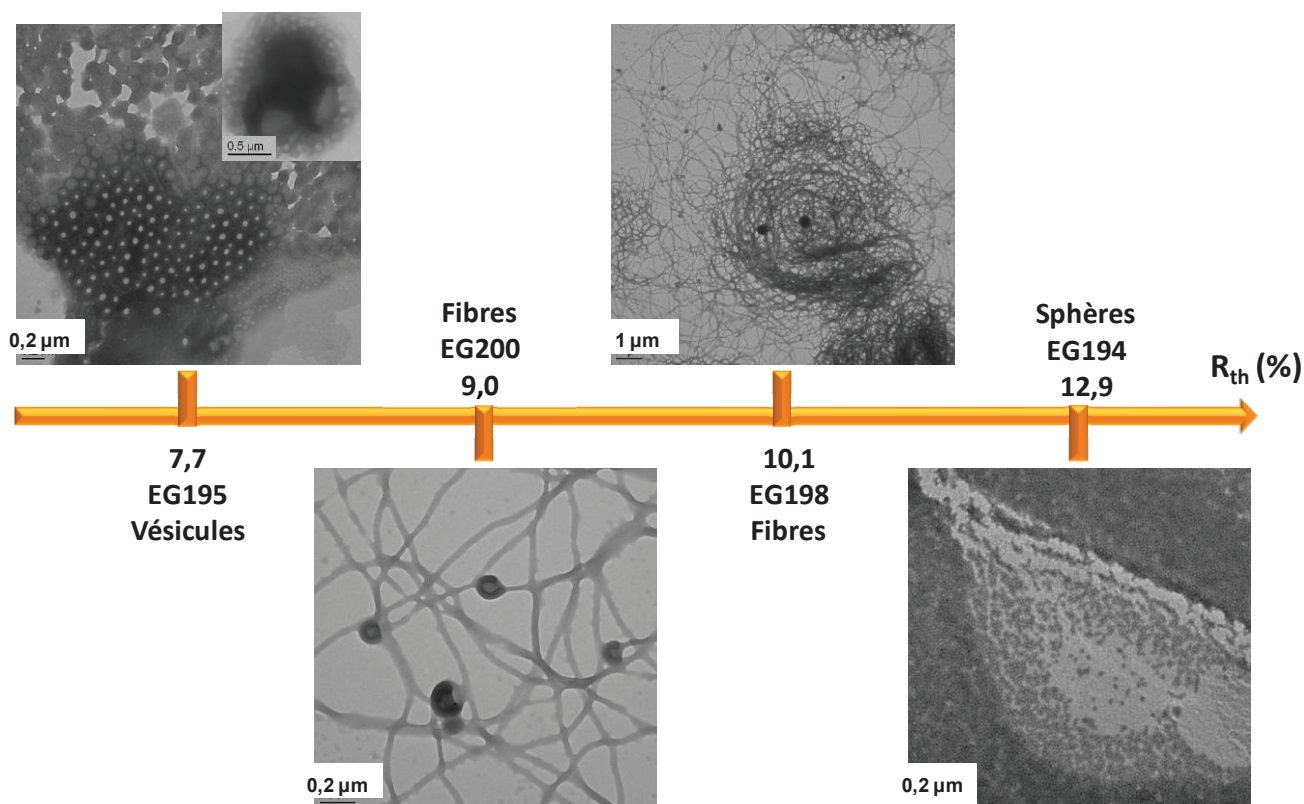 0.5 µm
0,2 µm
1 µm
Fibres
EG200
9,0
Sphères
EG194
12,9
R_th (%)
7,7
EG195
Vésicules
10,1
EG198
Fibres
0,2 µm
0,2 µm